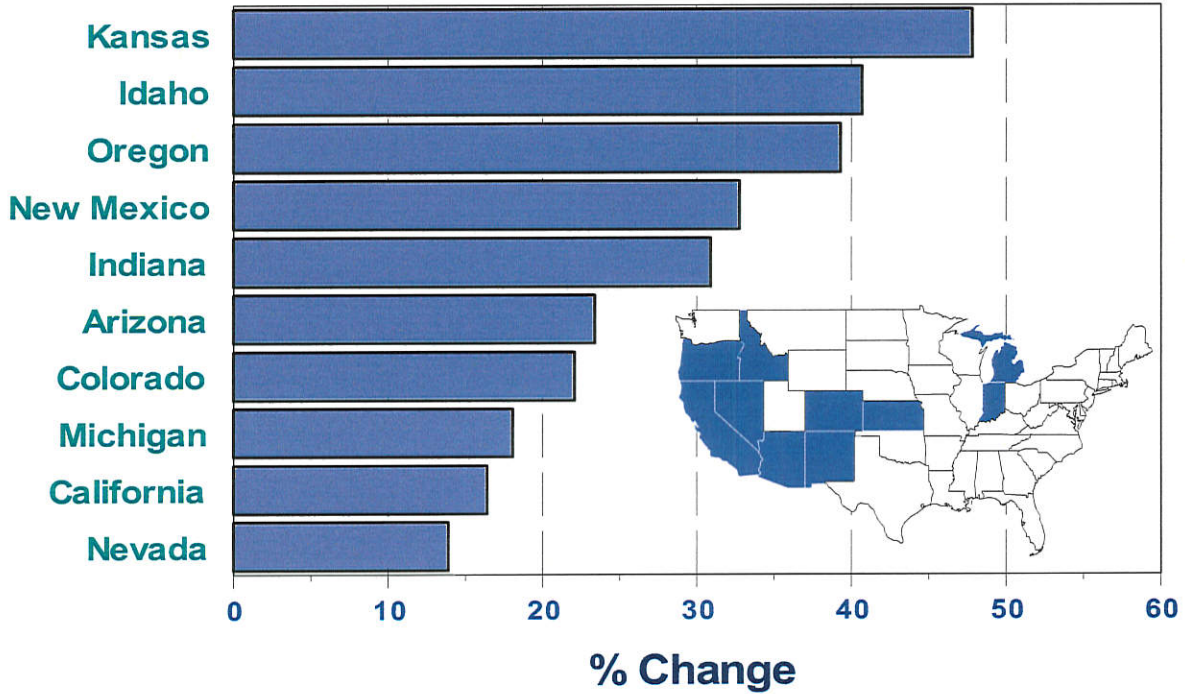 Kansas
Idaho
Oregon
New Mexico
Indiana
Arizona
Colorado
Michigan
California
Nevada
0 10 20 30 40 50 60
% Change